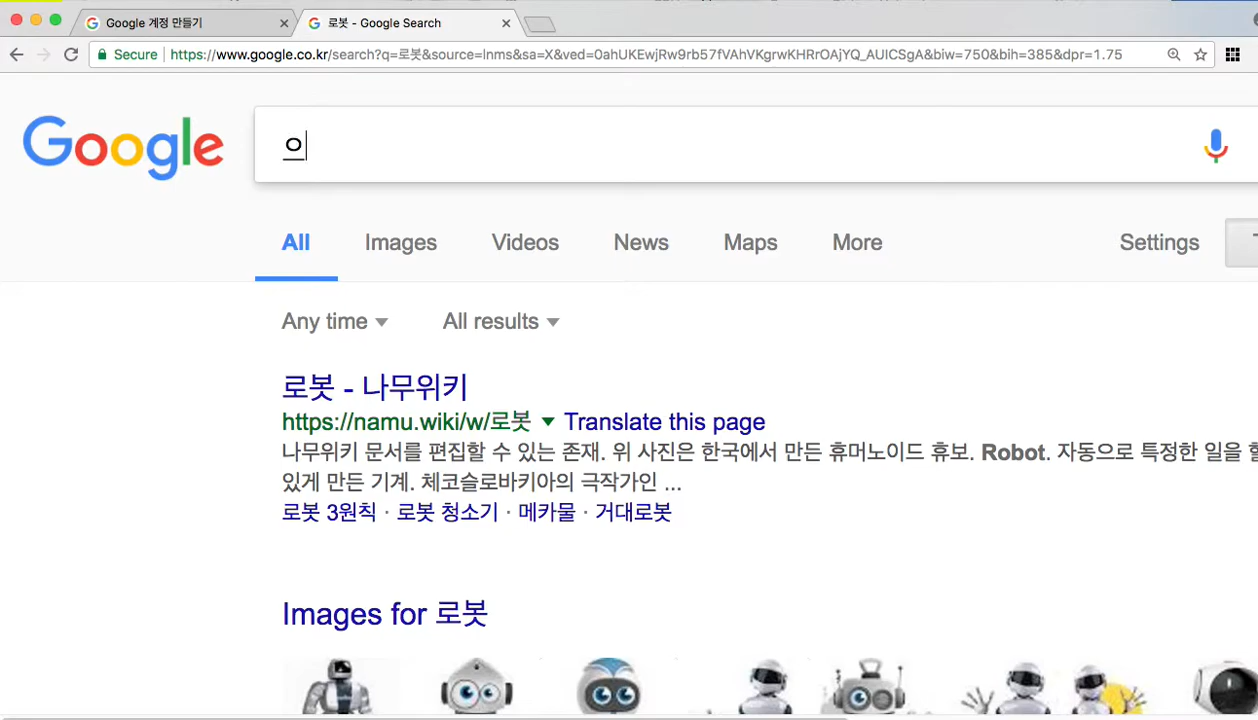 Google 계정 만들기
로봇 - Google Search
Secure
https://www.google.co.kr/search?q=로봇&source=lnms&sa=X&ved=0ahUKEwjRw9rb57fVAhVKgrwKHRrOAjYQ_AUICSgA&biw=750&bih=385&dpr=1.75
Google
ㅇ
All Images Videos News Maps More Settings
Any time All results
로봇 - 나무위키
https://namu.wiki/w/로봇 Translate this page
나무위키 문서를 편집할 수 있는 존재. 위 사진은 한국에서 만든 휴머노이드 휴보. Robot. 자동으로 특정한 일을
있게 만든 기계. 체코슬로바키아의 극작가인 ...
로봇 3원칙 · 로봇 청소기 · 메카물 · 거대로봇
Images for 로봇